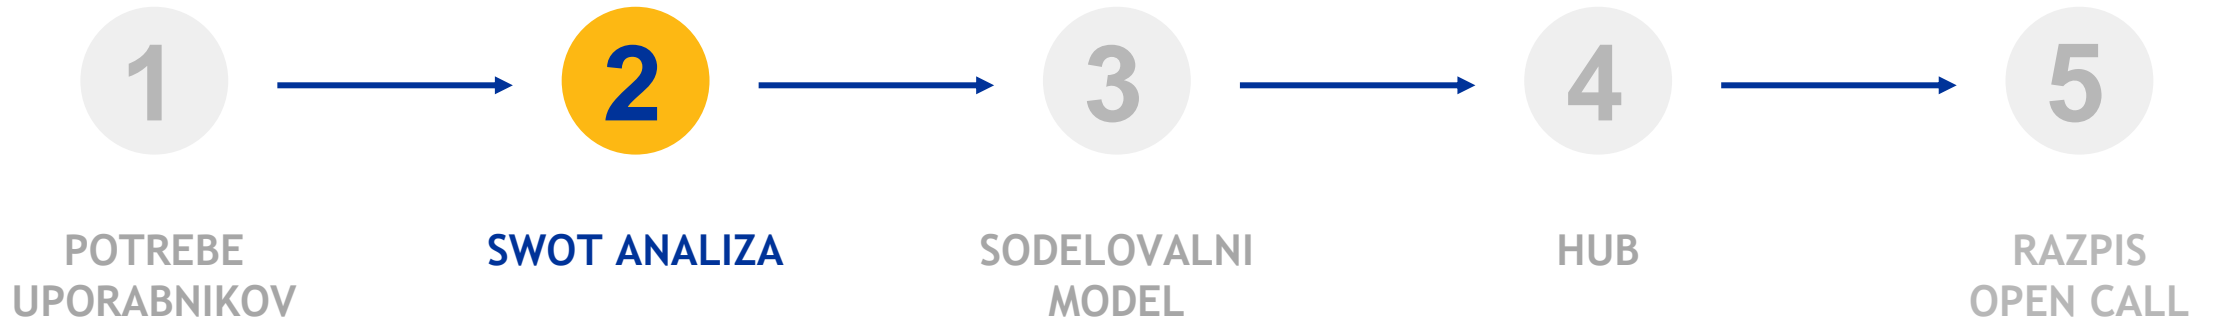 1
2
3
4
5
POTREBE
UPORABNIKOV
SWOT ANALIZA
SODELOVALNI
MODEL
HUB
RAZPIS
OPEN CALL